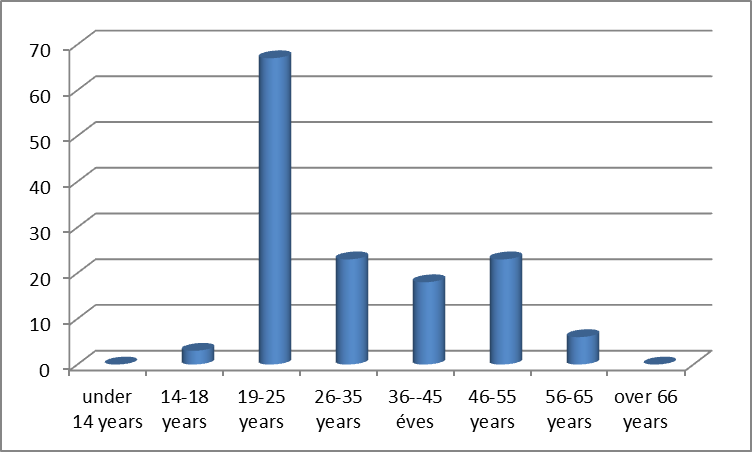 70
60
50
40
30
20
10
0
under
14 years
14-18
years
19-25
years
26-35
years
36--45
éves
46-55
years
56-65
years
over 66
years